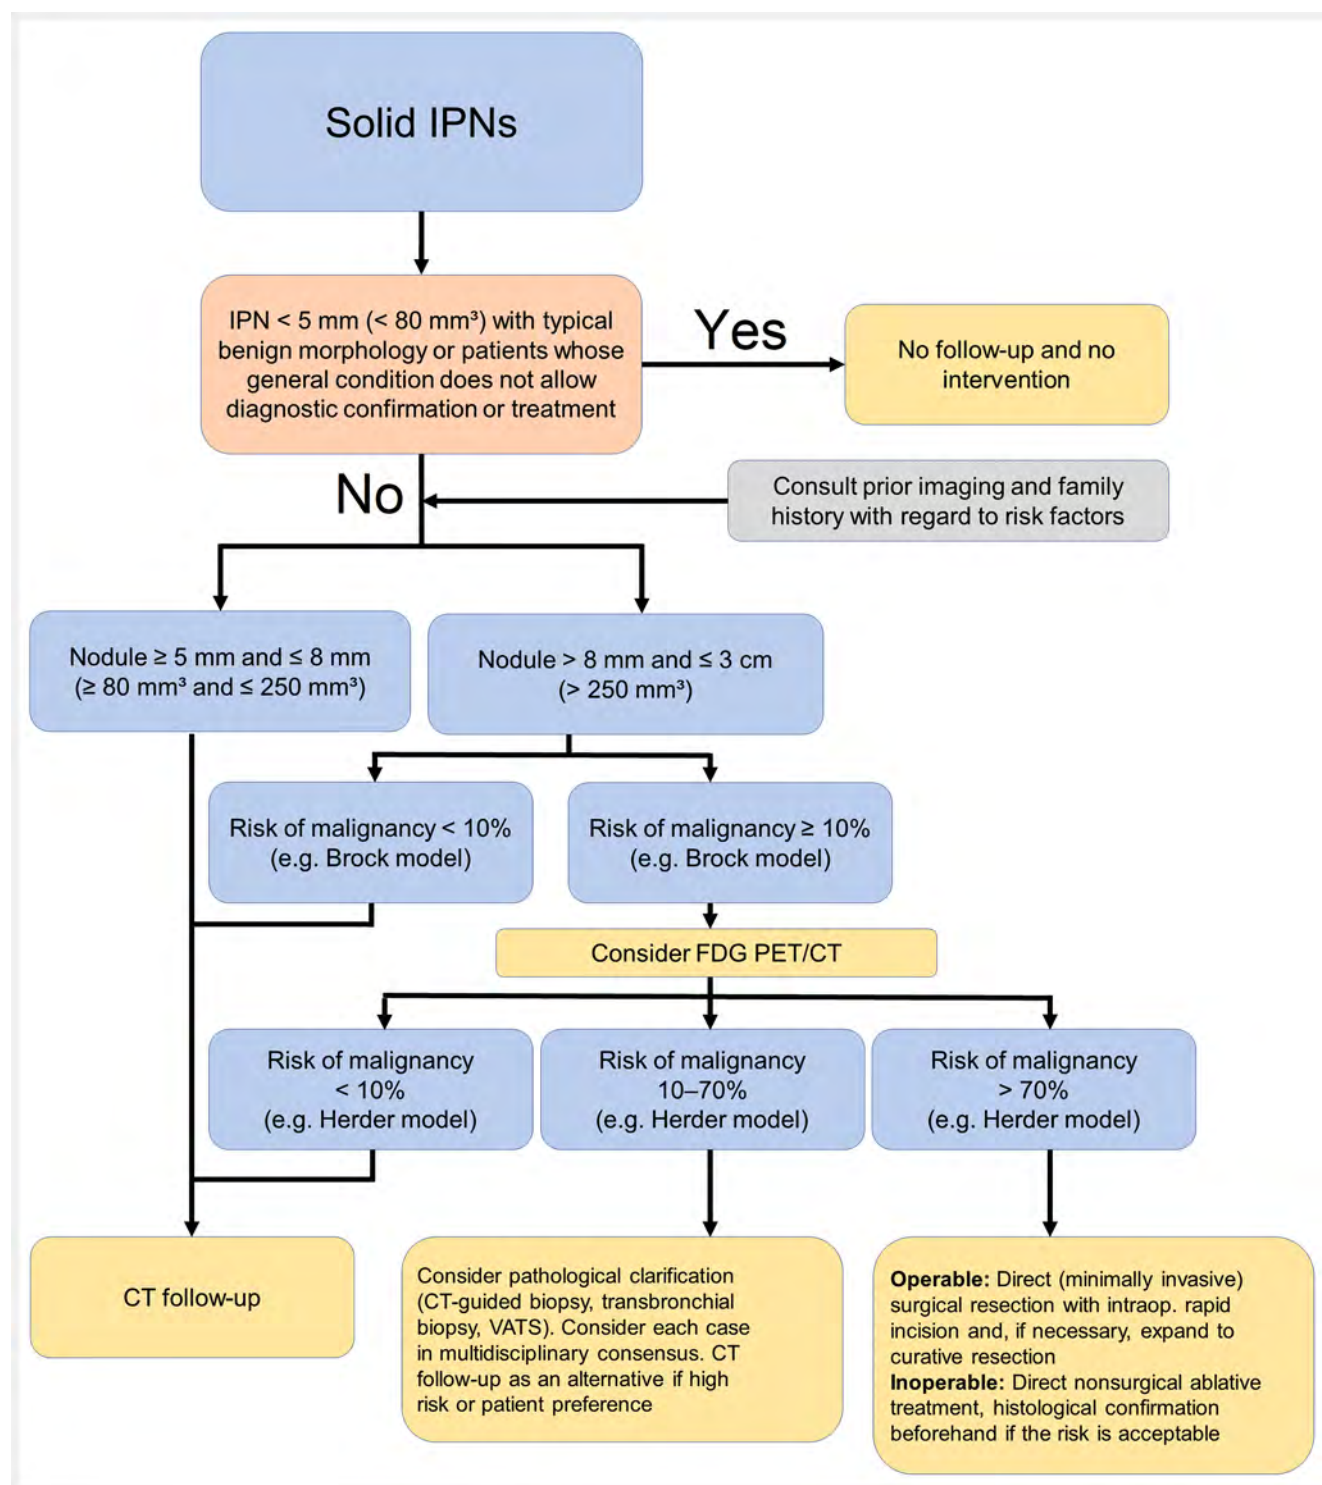 Solid IPNs
IPN < 5 mm (< 80 mm³) with typical
benign morphology or patients whose
general condition does not allow
diagnostic confirmation or treatment
Yes
No follow-up and no
intervention
No
Consult prior imaging and family
history with regard to risk factors
Nodule ≥ 5 mm and ≤ 8 mm
(≥ 80 mm³ and ≤ 250 mm³)
Nodule > 8 mm and ≤ 3 cm
(> 250 mm³)
Risk of malignancy < 10%
(e.g. Brock model)
Risk of malignancy ≥ 10%
(e.g. Brock model)
Consider FDG PET/CT
Risk of malignancy
< 10%
(e.g. Herder model)
Risk of malignancy
10–70%
(e.g. Herder model)
Risk of malignancy
> 70%
(e.g. Herder model)
CT follow-up
Consider pathological clarification
(CT-guided biopsy, transbronchial
biopsy, VATS). Consider each case
in multidisciplinary consensus. CT
follow-up as an alternative if high
risk or patient preference
Operable: Direct (minimally invasive)
surgical resection with intraop. rapid
incision and, if necessary, expand to
curative resection
Inoperable: Direct nonsurgical ablative
treatment, histological confirmation
beforehand if the risk is acceptable